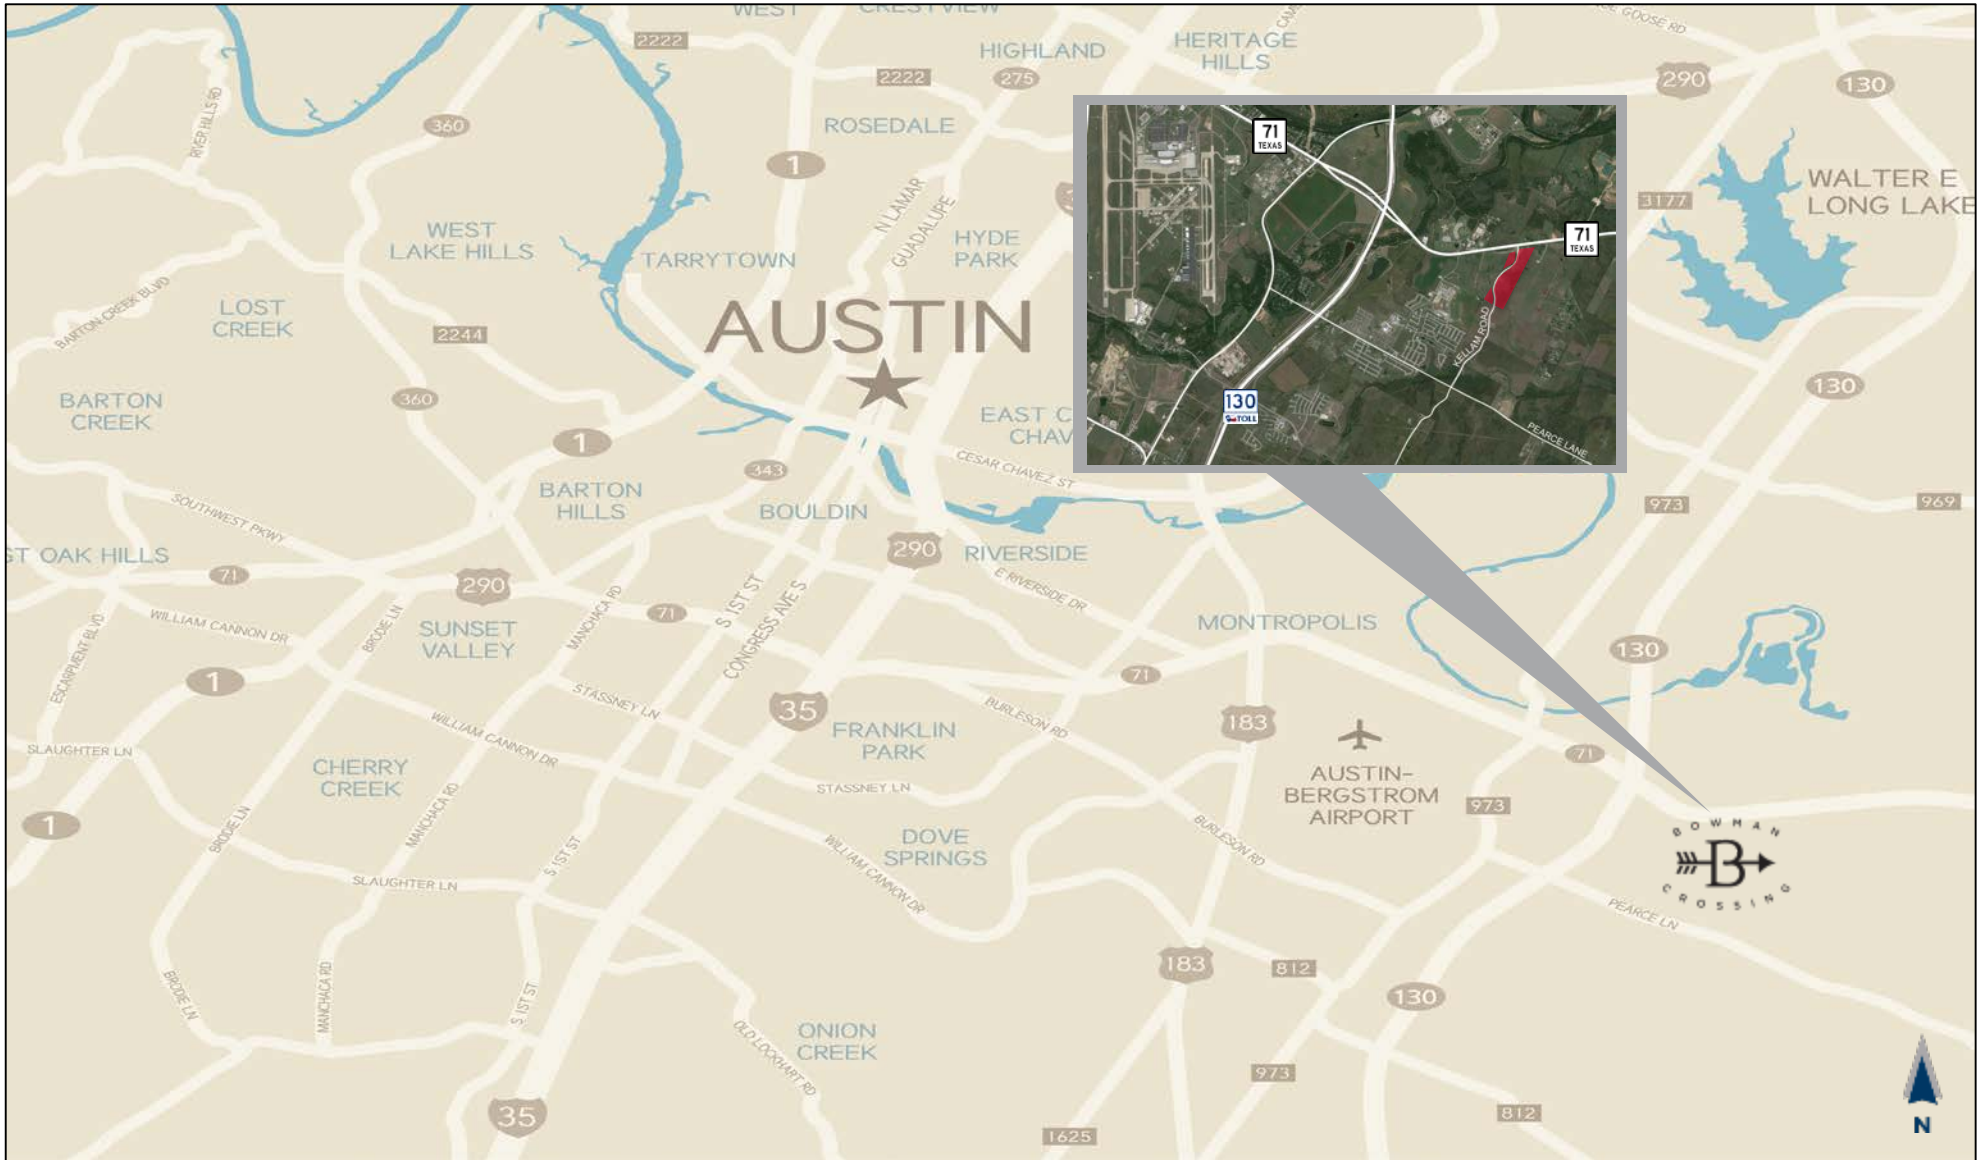 WEST
CRESTVIEW
GOOSE RD
2222
HIGHLAND
HERITAGE
HILLS
2222
275
290
130
RIVER HILLS RD
360
ROSEDALE
1
71
TEXAS
N LAMAR
GUADALUPE
3177
WALTER E
LONG LAKE
WEST
LAKE HILLS
TARRYTOWN
HYDE
PARK
71
TEXAS
BARTON CREEK BLVD
LOST
CREEK
2244
AUSTIN
KELLAM ROAD
130
TOLL
PEARCE LANE
130
BARTON
CREEK
360
EAST C
CHAV
1
343
CESAR CHAVEZ ST
BARTON
HILLS
BOULDIN
SOUTHWEST PKWY
973
969
ST OAK HILLS
71
290
290
RIVERSIDE
E RIVERSIDE DR
WILLIAM CANNON DR
BRODIE LN
SUNSET
VALLEY
MANCHACA RD
71
S 1ST ST
CONGRESS AVE S
MONTROPOLIS
130
ESCARPMENT BLVD
1
71
STASSNEY LN
35
BURLESON RD
183
WILLIAM CANNON DR
FRANKLIN
PARK
71
SLAUGHTER LN
CHERRY
CREEK
STASSNEY LN
AUSTIN-
BERGSTROM
AIRPORT
973
1
BRODIE LN
MANCHACA RD
S 1ST ST
DOVE
SPRINGS
WILLIAM CANNON DR
BURLESON RD
BOWMAN
B
CROSSING
SLAUGHTER LN
PEARCE LN
BRODIE LN
MANCHACA RD
S 1ST ST
183
812
130
OLD LOCKHART RD
ONION
CREEK
973
35
1625
812
N